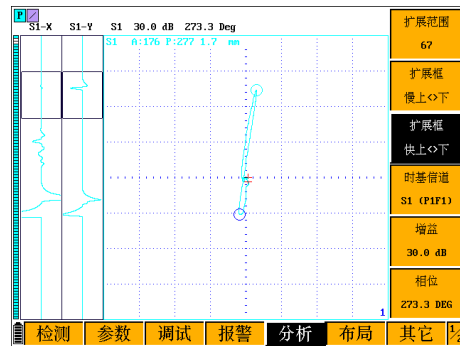 P
S1-X S1-Y S1 30.0 dB 273.3 Deg
S1 A:176 P:277 1.7 mm
扩展范围
67
扩展框
慢上<>下
扩展框
快上<>下
时基信道
S1 (P1F1)
增益
30.0 dB
相位
273.3 DEG
1
检测 参数 调试 报警 分析 布局 其它 1/2